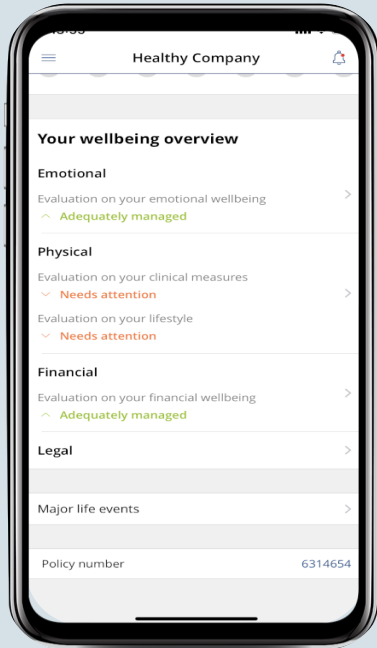 Healthy Company
Your wellbeing overview
Emotional
Evaluation on your emotional wellbeing
Adequately managed
Physical
Evaluation on your clinical measures
Needs attention
Evaluation on your lifestyle
Needs attention
Financial
Evaluation on your financial wellbeing
Adequately managed
Legal
Major life events
Policy number 6314654